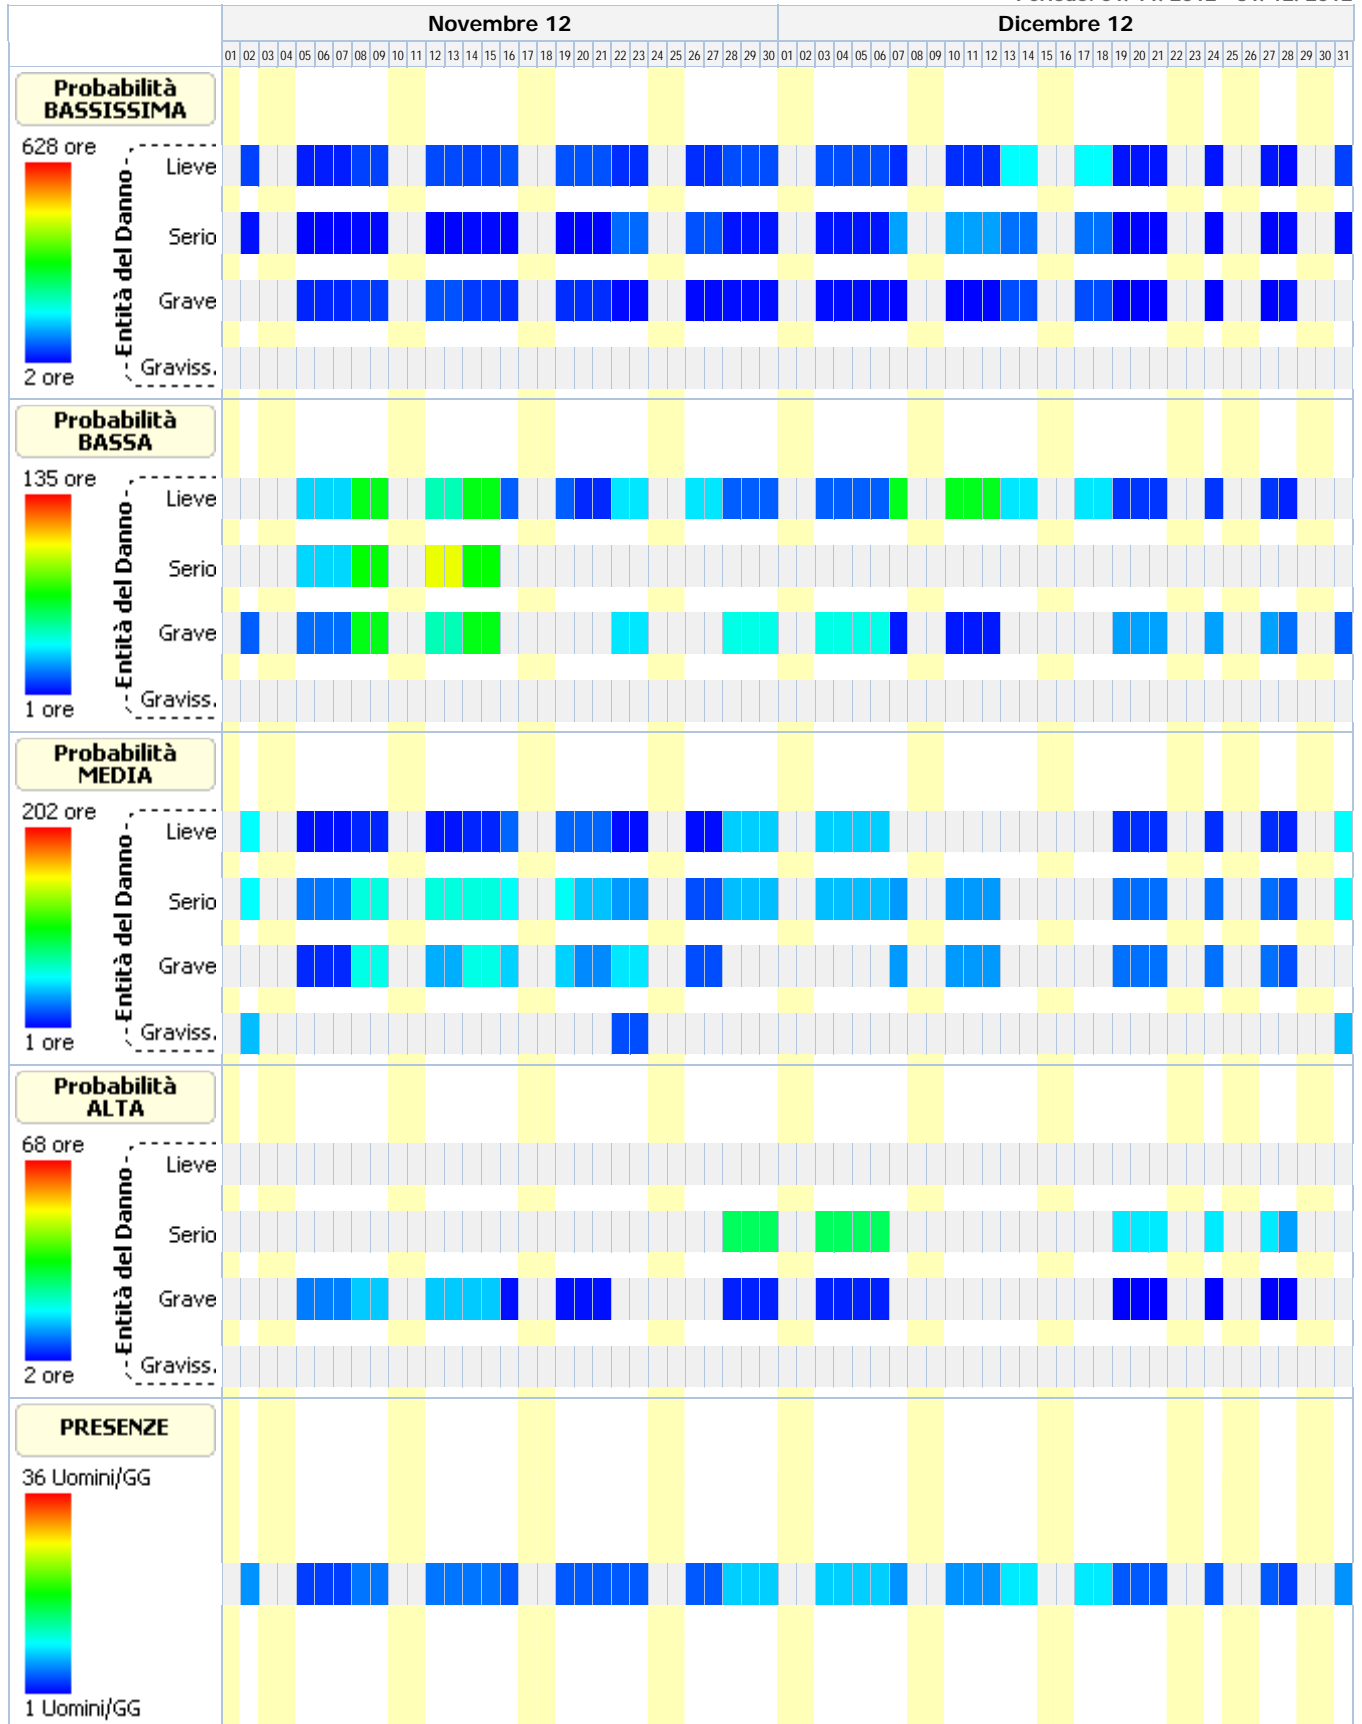 Novembre 12 Dicembre 12
01 02 03 04 05 06 07 08 09 10 11 12 13 14 15 16 17 18 19 20 21 22 23 24 25 26 27 28 29 30 01 02 03 04 05 06 07 08 09 10 11 12 13 14 15 16 17 18 19 20 21 22 23 24 25 26 27 28 29 30 31
Probabilità
BASSISSIMA
628 ore
Entità del Danno
Lieve
Serio
Grave
Graviss.
2 ore
Probabilità
BASSA
135 ore
Entità del Danno
Lieve
Serio
Grave
Graviss.
1 ore
Probabilità
MEDIA
202 ore
Entità del Danno
Lieve
Serio
Grave
Graviss.
1 ore
Probabilità
ALTA
68 ore
Entità del Danno
Lieve
Serio
Grave
Graviss.
2 ore
PRESENZE
36 Uomini/GG
1 Uomini/GG